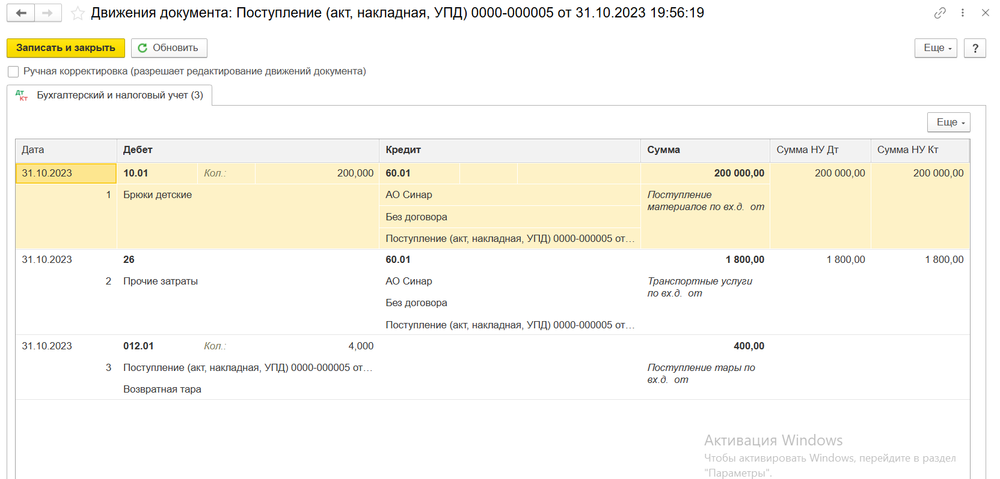 Движения документа: Поступление (акт, накладная, УПД) 0000-000005 от 31.10.2023 19:56:19
Записать и закрыть Обновить Еще ?
Ручная корректировка (разрешает редактирование движений документа)
Дт Кт Бухгалтерский и налоговый учет (3)
Еще
Дата Дебет Кредит Сумма Сумма НУ Дт Сумма НУ Кт
31.10.2023 10.01 Кол.: 200,000 60.01 200 000,00 200 000,00 200 000,00
1 Брюки детские АО Синар Поступление
материалов по вх.д. от
Без договора
Поступление (акт, накладная, УПД) 0000-000005 от…
31.10.2023 26 60.01 1 800,00 1 800,00 1 800,00
2 Прочие затраты АО Синар Транспортные услуги
по вх.д. от
Без договора
Поступление (акт, накладная, УПД) 0000-000005 от…
31.10.2023 012.01 Кол.: 4,000 400,00
3 Поступление (акт, накладная, УПД) 0000-000005 от… Поступление тары по
вх.д. от
Возвратная тара
Активация Windows
Чтобы активировать Windows, перейдите в раздел
"Параметры".